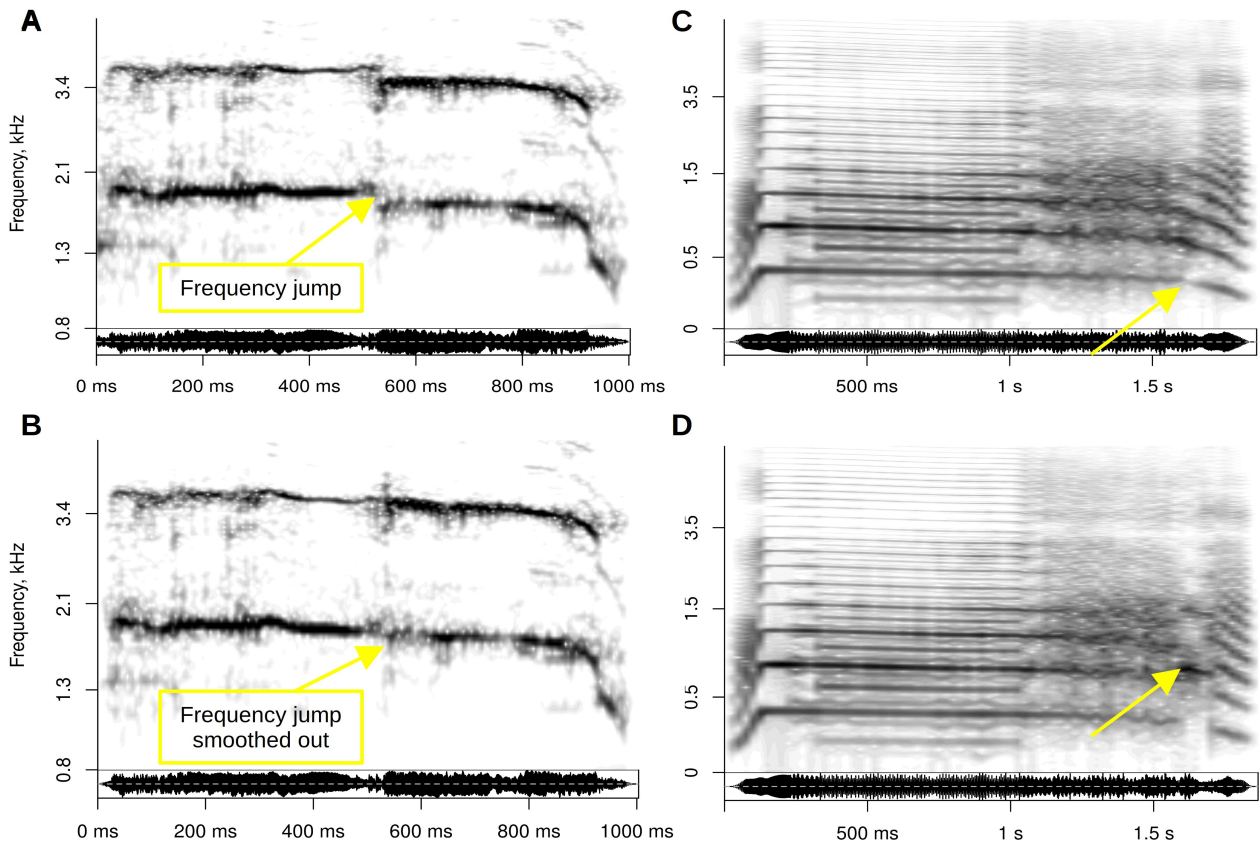 A
Frequency, kHz
3.4
2.1
1.3
0.8
Frequency jump
0 ms 200 ms 400 ms 600 ms 800 ms 1000 ms
C
3.5
1.5
0.5
0
500 ms 1 s 1.5 s
B
Frequency, kHz
3.4
2.1
1.3
0.8
Frequency jump
smoothed out
0 ms 200 ms 400 ms 600 ms 800 ms 1000 ms
D
3.5
1.5
0.5
0
500 ms 1 s 1.5 s